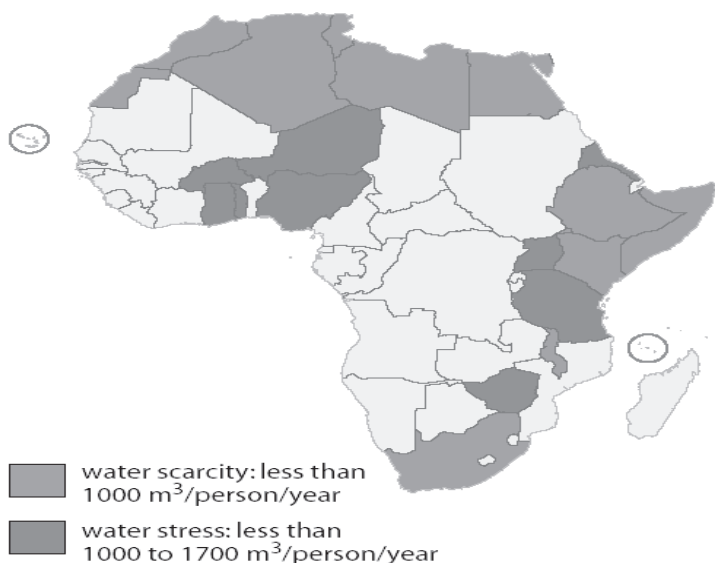 water scarcity: less than
1000 m³/person/year
water stress: less than
1000 to 1700 m³/person/year